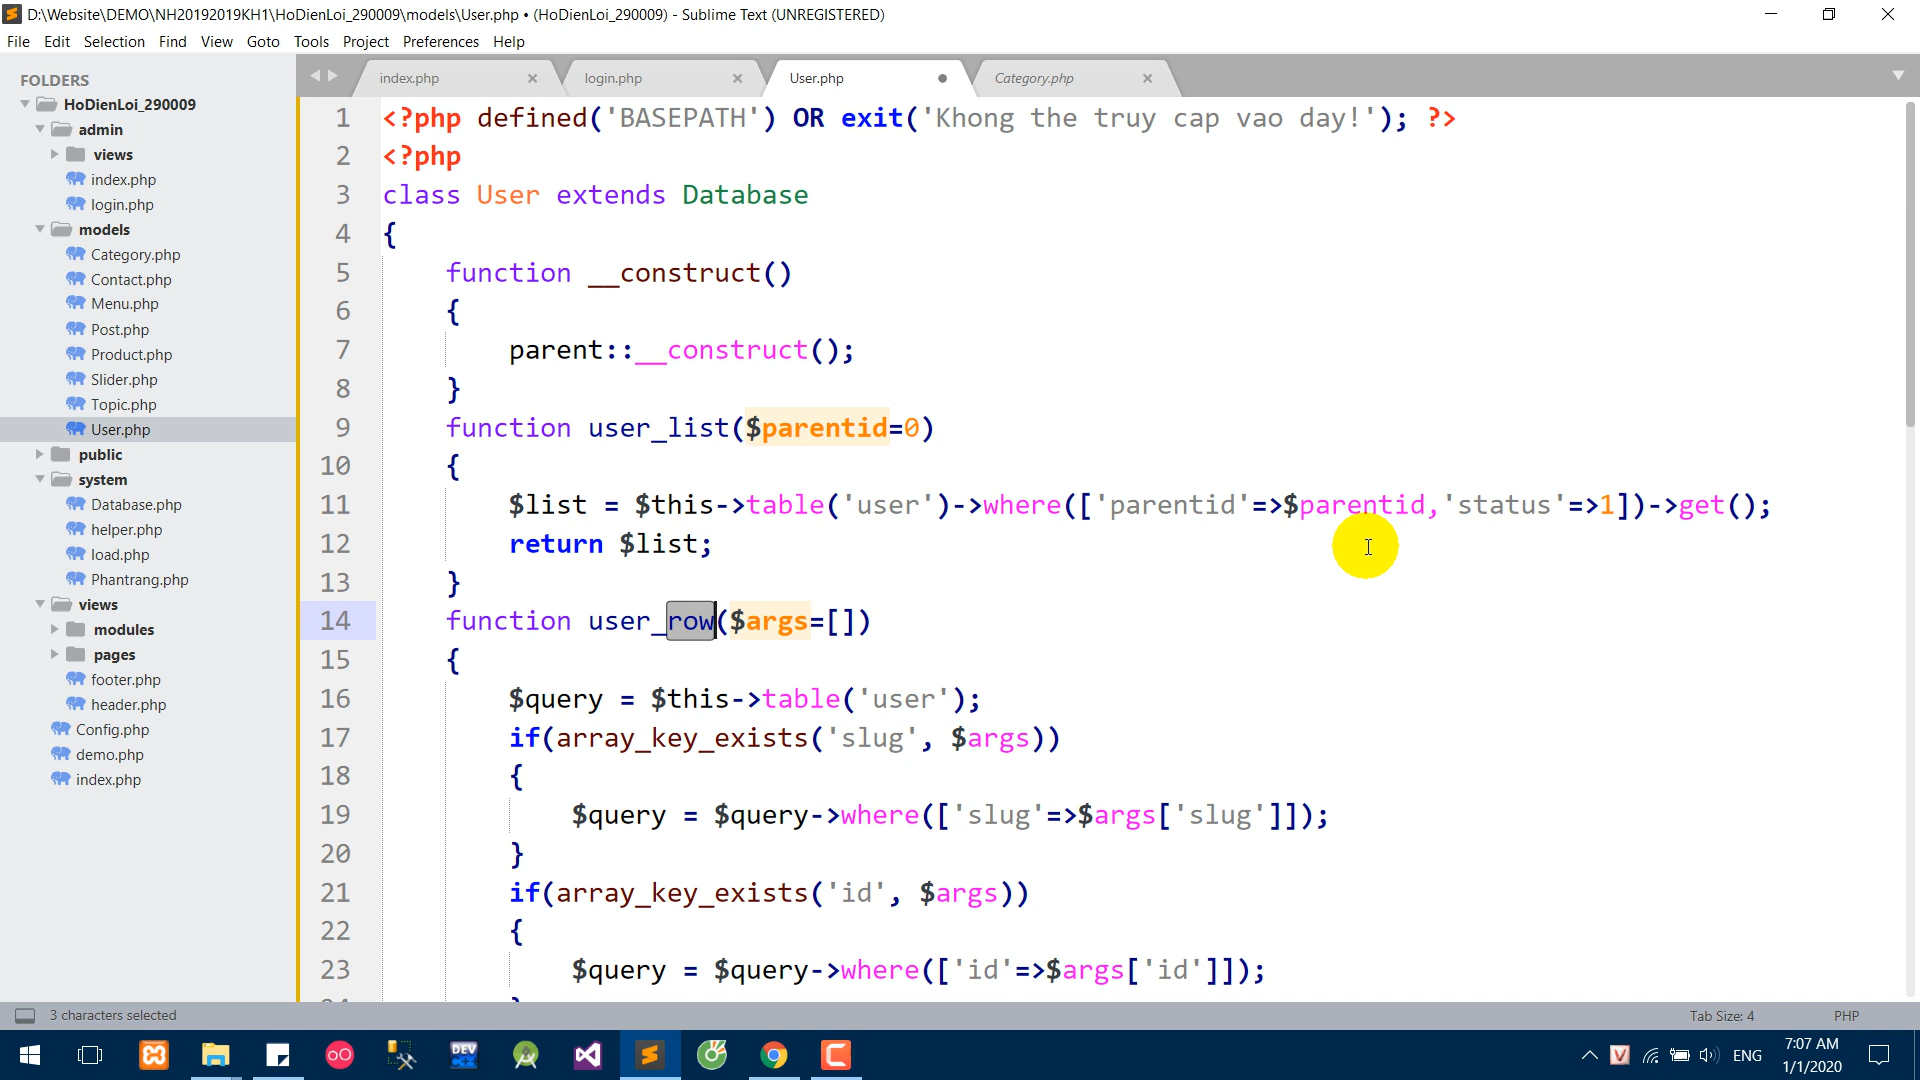 D:\Website\DEMO\NH20192019KH1\HoDienLoi_290009\models\User.php • (HoDienLoi_290009) - Sublime Text (UNREGISTERED)
File Edit Selection Find View Goto Tools Project Preferences Help
FOLDERS
HoDienLoi_290009
admin
views
index.php
login.php
models
Category.php
Contact.php
Menu.php
Post.php
Product.php
Slider.php
Topic.php
User.php
public
system
Database.php
helper.php
load.php
Phantrang.php
views
modules
pages
footer.php
header.php
Config.php
demo.php
index.php
index.php login.php User.php Category.php
1 <?php defined('BASEPATH') OR exit('Khong the truy cap vao day!'); ?>
2 <?php
3 class User extends Database
4 {
5 function __construct()
6 {
7 parent::__construct();
8 }
9 function user_list($parentid=0)
10 {
11 $list = $this->table('user')->where(['parentid'=>$parentid,'status'=>1])->get();
12 return $list;
13 }
14 function user_row($args=[])
15 {
16 $query = $this->table('user');
17 if(array_key_exists('slug', $args))
18 {
19 $query = $query->where(['slug'=>$args['slug']]);
20 }
21 if(array_key_exists('id', $args))
22 {
23 $query = $query->where(['id'=>$args['id']]);
3 characters selected
Tab Size: 4 PHP
DEV
ENG
7:07 AM
1/1/2020